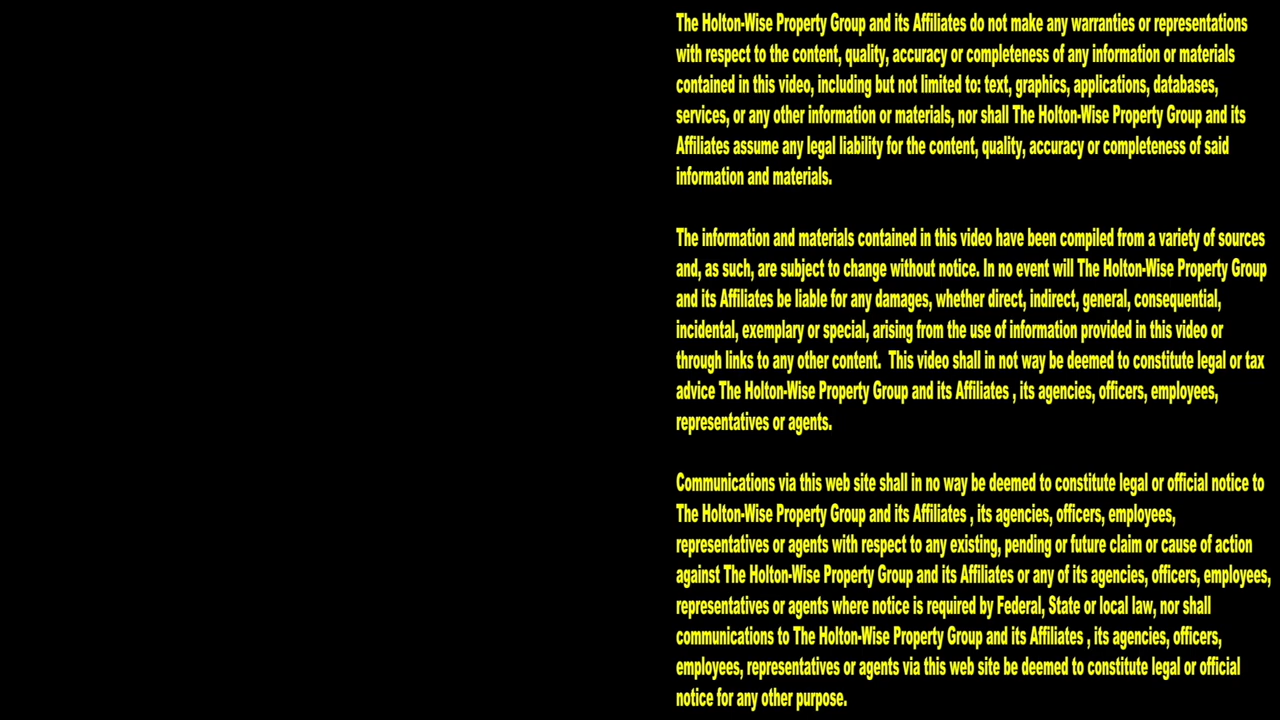 The Holton-Wise Property Group and its Affiliates do not make any warranties or representations
with respect to the content, quality, accuracy or completeness of any information or materials
contained in this video, including but not limited to: text, graphics, applications, databases,
services, or any other information or materials, nor shall The Holton-Wise Property Group and its
Affiliates assume any legal liability for the content, quality, accuracy or completeness of said
information and materials.
The information and materials contained in this video have been compiled from a variety of sources
and, as such, are subject to change without notice. In no event will The Holton-Wise Property Group
and its Affiliates be liable for any damages, whether direct, indirect, general, consequential,
incidental, exemplary or special, arising from the use of information provided in this video or
through links to any other content.  This video shall in not way be deemed to constitute legal or tax
advice The Holton-Wise Property Group and its Affiliates , its agencies, officers, employees,
representatives or agents.
Communications via this web site shall in no way be deemed to constitute legal or official notice to
The Holton-Wise Property Group and its Affiliates , its agencies, officers, employees,
representatives or agents with respect to any existing, pending or future claim or cause of action
against The Holton-Wise Property Group and its Affiliates or any of its agencies, officers, employees,
representatives or agents where notice is required by Federal, State or local law, nor shall
communications to The Holton-Wise Property Group and its Affiliates , its agencies, officers,
employees, representatives or agents via this web site be deemed to constitute legal or official
notice for any other purpose.